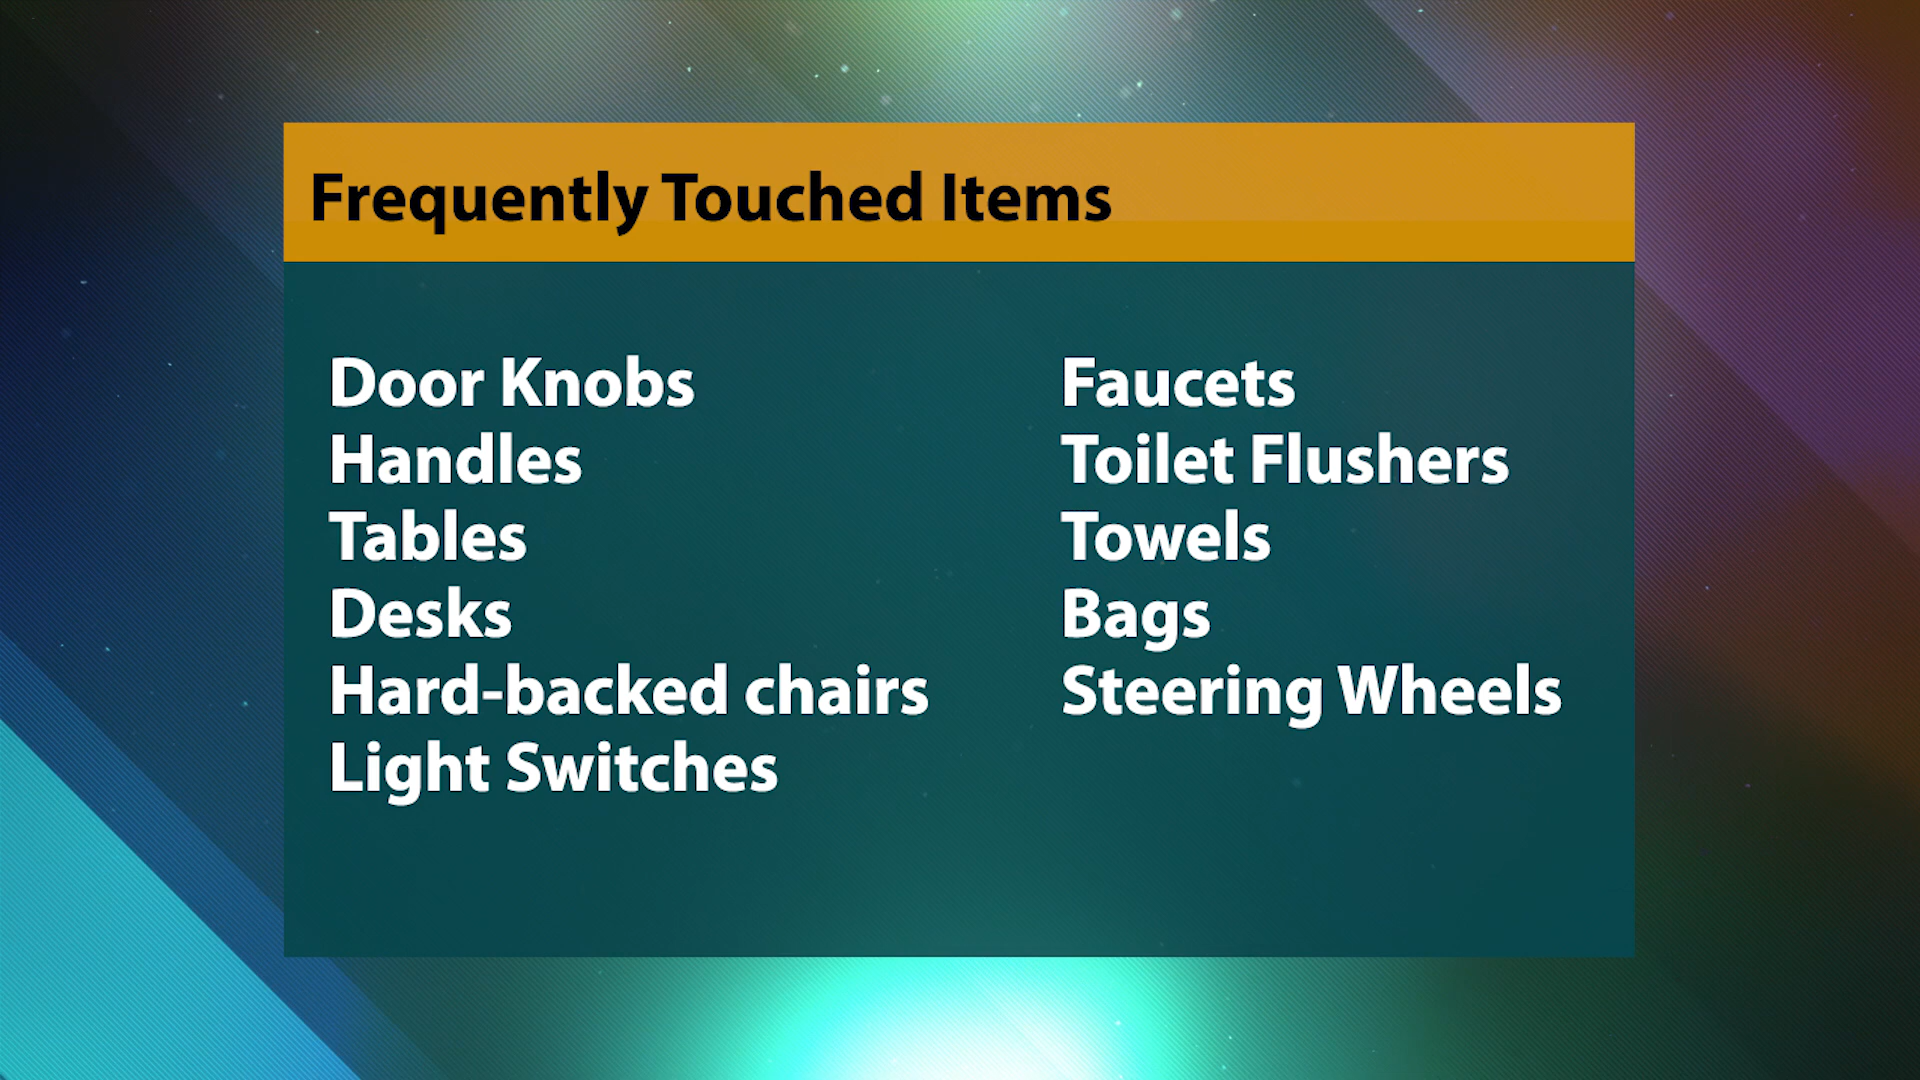 Frequently Touched Items
Door Knobs
Handles
Tables
Desks
Hard-backed chairs
Light Switches
Faucets
Toilet Flushers
Towels
Bags
Steering Wheels